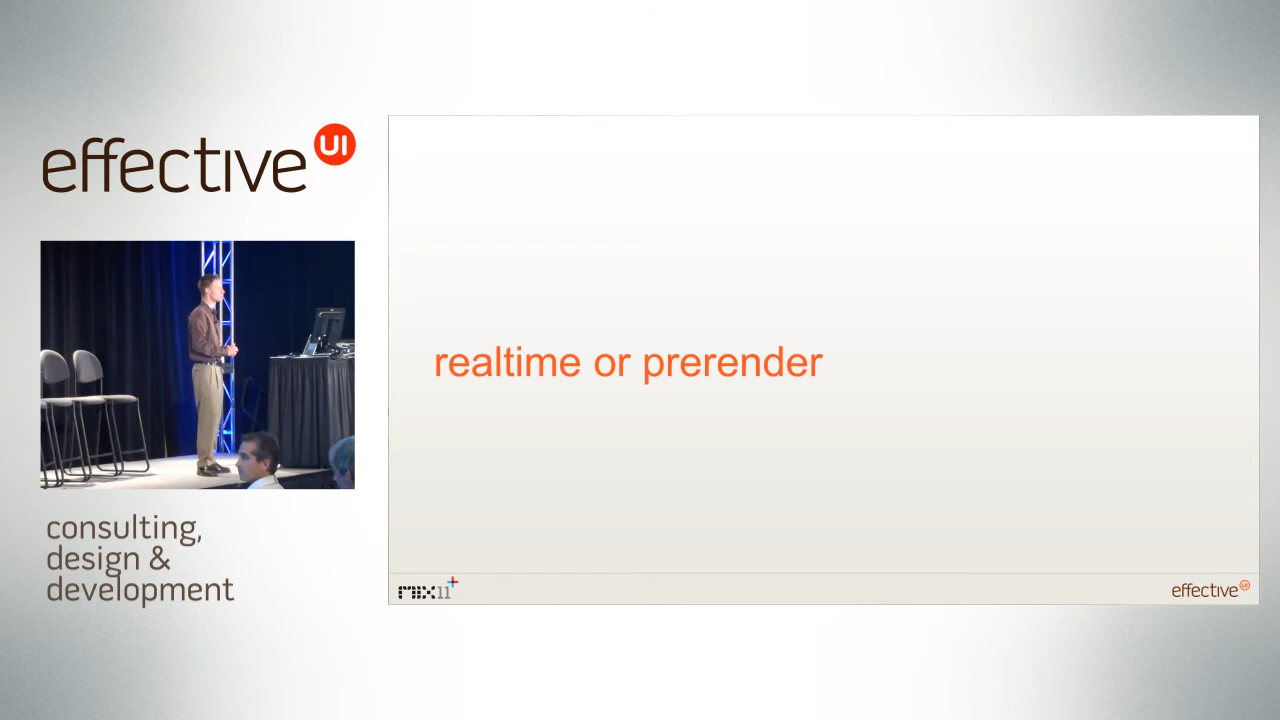 effective UI
consulting,
design &
development
realtime or prerender
mix11
effective UI